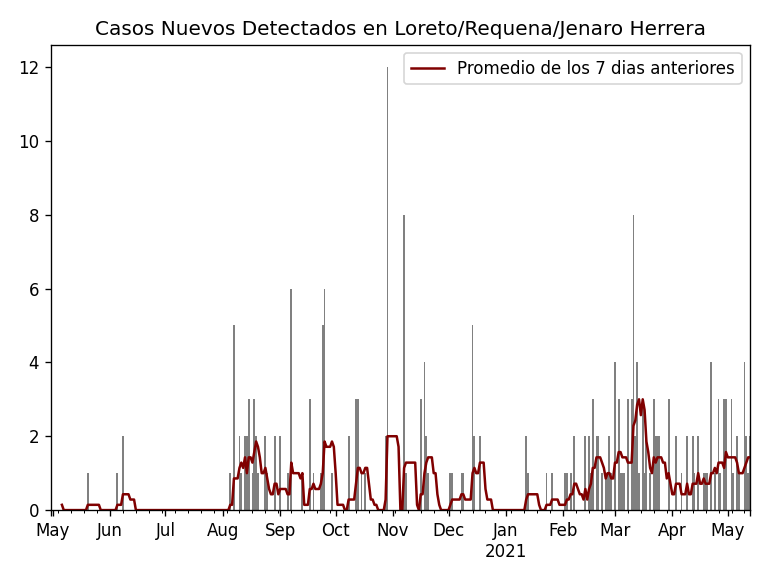 Casos Nuevos Detectados en Loreto/Requena/Jenaro Herrera
Promedio de los 7 dias anteriores
12
10
8
6
4
2
0
May Jun Jul Aug Sep Oct Nov Dec Jan Feb Mar Apr May
2021